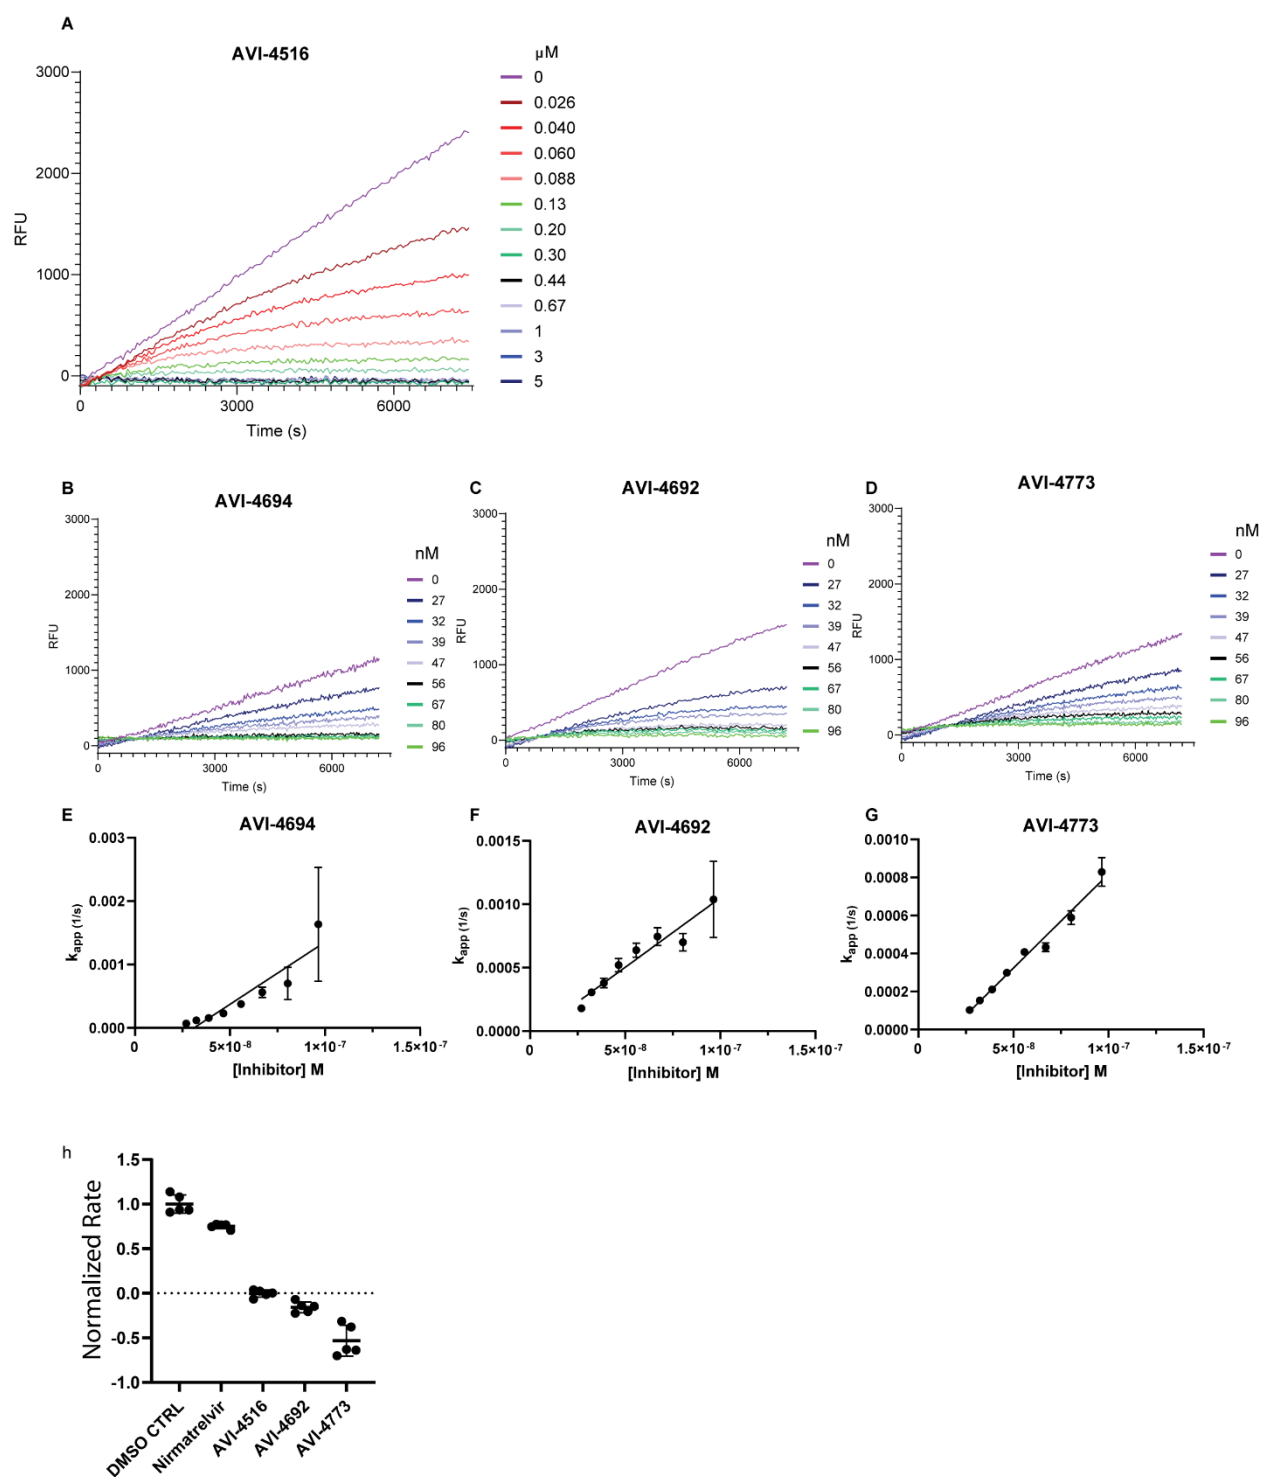 A
AVI-4516
µM
0
0.026
0.040
0.060
0.088
0.13
0.20
0.30
0.44
0.67
1
3
5
3000
2000
1000
0
RFU
0
3000
6000
Time (s)
B
AVI-4694
nM
0
27
32
39
47
56
67
80
96
3000
2000
1000
0
RFU
0
3000
6000
Time (s)
C
AVI-4692
nM
0
27
32
39
47
56
67
80
96
3000
2000
1000
0
RFU
0
3000
6000
Time (s)
D
AVI-4773
nM
0
27
32
39
47
56
67
80
96
3000
2000
1000
0
RFU
0
3000
6000
Time (s)
E
AVI-4694
0.003
0.002
0.001
0.000
kapp (1/s)
0
5×10-8
1×10-7
1.5×10-7
[Inhibitor] M
F
AVI-4692
0.0015
0.0010
0.0005
0.0000
kapp (1/s)
0
5×10-8
1×10-7
1.5×10-7
[Inhibitor] M
G
AVI-4773
0.0010
0.0008
0.0006
0.0004
0.0002
0.0000
kapp (1/s)
0
5×10-8
1×10-7
1.5×10-7
[Inhibitor] M
h
1.5
1.0
0.5
0.0
-0.5
-1.0
Normalized Rate
DMSO CTRL
Nirmatrelvir
AVI-4516
AVI-4692
AVI-4773